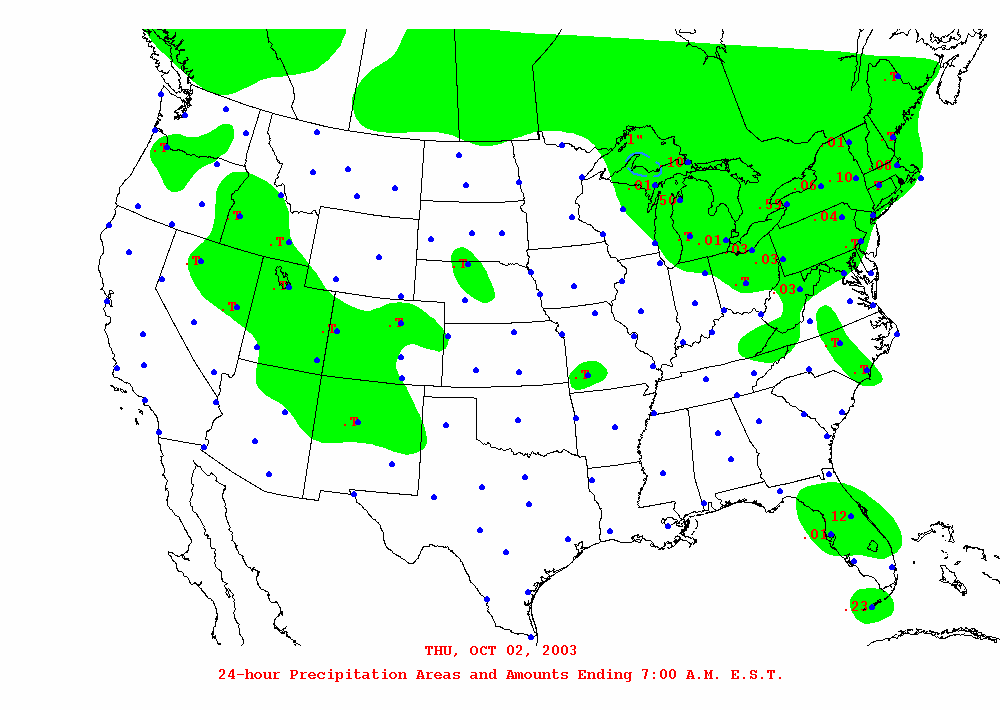 .T
T
1"
.01
.T
.10
.08
.01
.10
.06
.50
.59
.T
.04
.T
.01
.03
.T
.T
.03
.T
.T
.T
.03
.T
.T
.T
.T
.T
.T
.T
.12
.01
.23
THU, OCT 02, 2003
24-hour Precipitation Areas and Amounts Ending 7:00 A.M. E.S.T.